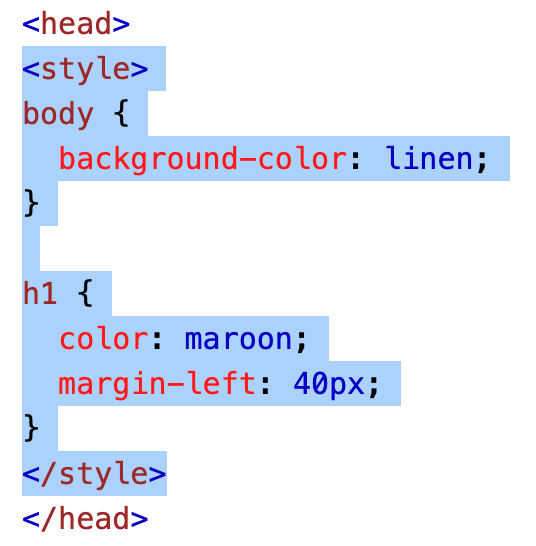 <head>
<style>
body {
  background-color: linen;
}

h1 {
  color: maroon;
  margin-left: 40px;
}
</style>
</head>